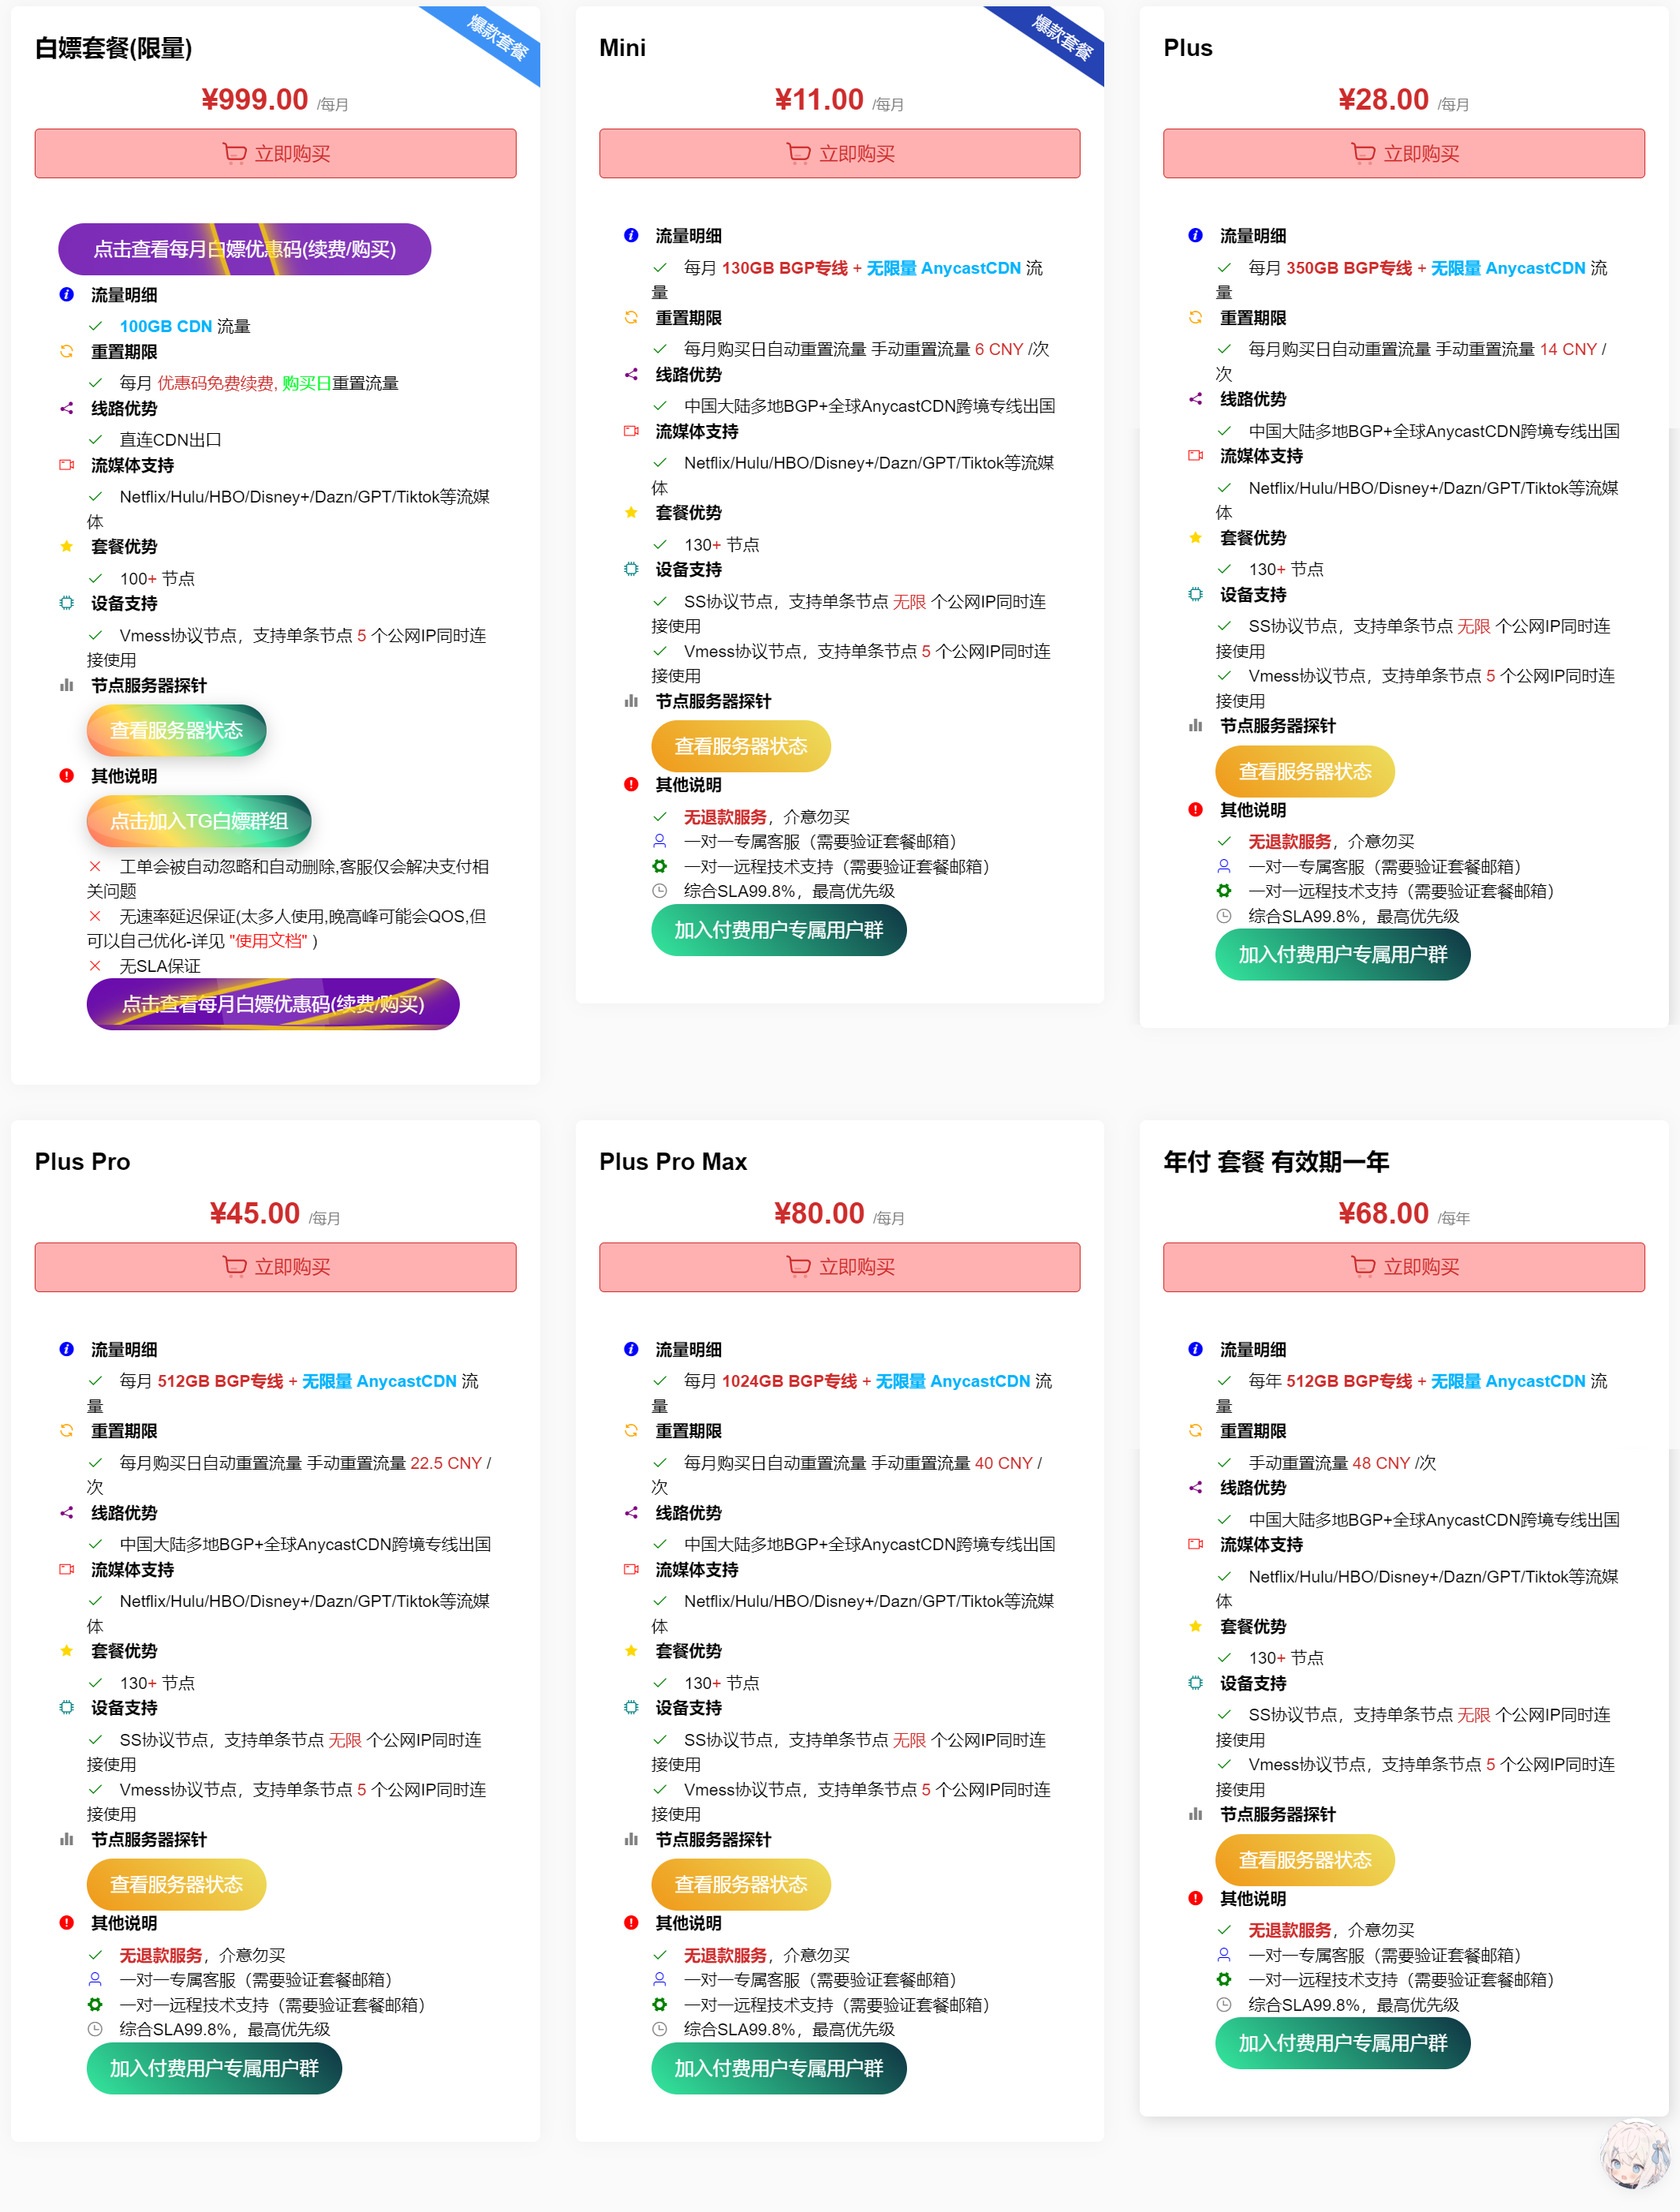 白嫖套餐(限量)
爆款套餐
¥999.00 /每月
立即购买
点击查看每月白嫖优惠码(续费/购买)
流量明细
100GB CDN 流量
重置期限
每月 优惠码免费续费, 购买日重置流量
线路优势
直连CDN出口
流媒体支持
Netflix/Hulu/HBO/Disney+/Dazn/GPT/Tiktok等流媒
体
套餐优势
100+ 节点
设备支持
Vmess协议节点，支持单条节点 5 个公网IP同时连
接使用
节点服务器探针
查看服务器状态
其他说明
点击加入TG白嫖群组
工单会被自动忽略和自动删除,客服仅会解决支付相
关问题
无速率延迟保证(太多人使用,晚高峰可能会QOS,但
可以自己优化-详见 "使用文档" )
无SLA保证
点击查看每月白嫖优惠码(续费/购买)
Mini
爆款套餐
¥11.00 /每月
立即购买
流量明细
每月 130GB BGP专线 + 无限量 AnycastCDN 流
量
重置期限
每月购买日自动重置流量 手动重置流量 6 CNY /次
线路优势
中国大陆多地BGP+全球AnycastCDN跨境专线出国
流媒体支持
Netflix/Hulu/HBO/Disney+/Dazn/GPT/Tiktok等流媒
体
套餐优势
130+ 节点
设备支持
SS协议节点，支持单条节点 无限 个公网IP同时连
接使用
Vmess协议节点，支持单条节点 5 个公网IP同时连
接使用
节点服务器探针
查看服务器状态
其他说明
无退款服务，介意勿买
一对一专属客服（需要验证套餐邮箱）
一对一远程技术支持（需要验证套餐邮箱）
综合SLA99.8%，最高优先级
加入付费用户专属用户群
Plus
¥28.00 /每月
立即购买
流量明细
每月 350GB BGP专线 + 无限量 AnycastCDN 流
量
重置期限
每月购买日自动重置流量 手动重置流量 14 CNY /
次
线路优势
中国大陆多地BGP+全球AnycastCDN跨境专线出国
流媒体支持
Netflix/Hulu/HBO/Disney+/Dazn/GPT/Tiktok等流媒
体
套餐优势
130+ 节点
设备支持
SS协议节点，支持单条节点 无限 个公网IP同时连
接使用
Vmess协议节点，支持单条节点 5 个公网IP同时连
接使用
节点服务器探针
查看服务器状态
其他说明
无退款服务，介意勿买
一对一专属客服（需要验证套餐邮箱）
一对一远程技术支持（需要验证套餐邮箱）
综合SLA99.8%，最高优先级
加入付费用户专属用户群
Plus Pro
¥45.00 /每月
立即购买
流量明细
每月 512GB BGP专线 + 无限量 AnycastCDN 流
量
重置期限
每月购买日自动重置流量 手动重置流量 22.5 CNY /
次
线路优势
中国大陆多地BGP+全球AnycastCDN跨境专线出国
流媒体支持
Netflix/Hulu/HBO/Disney+/Dazn/GPT/Tiktok等流媒
体
套餐优势
130+ 节点
设备支持
SS协议节点，支持单条节点 无限 个公网IP同时连
接使用
Vmess协议节点，支持单条节点 5 个公网IP同时连
接使用
节点服务器探针
查看服务器状态
其他说明
无退款服务，介意勿买
一对一专属客服（需要验证套餐邮箱）
一对一远程技术支持（需要验证套餐邮箱）
综合SLA99.8%，最高优先级
加入付费用户专属用户群
Plus Pro Max
¥80.00 /每月
立即购买
流量明细
每月 1024GB BGP专线 + 无限量 AnycastCDN 流
量
重置期限
每月购买日自动重置流量 手动重置流量 40 CNY /
次
线路优势
中国大陆多地BGP+全球AnycastCDN跨境专线出国
流媒体支持
Netflix/Hulu/HBO/Disney+/Dazn/GPT/Tiktok等流媒
体
套餐优势
130+ 节点
设备支持
SS协议节点，支持单条节点 无限 个公网IP同时连
接使用
Vmess协议节点，支持单条节点 5 个公网IP同时连
接使用
节点服务器探针
查看服务器状态
其他说明
无退款服务，介意勿买
一对一专属客服（需要验证套餐邮箱）
一对一远程技术支持（需要验证套餐邮箱）
综合SLA99.8%，最高优先级
加入付费用户专属用户群
年付 套餐 有效期一年
¥68.00 /每年
立即购买
流量明细
每年 512GB BGP专线 + 无限量 AnycastCDN 流
量
重置期限
手动重置流量 48 CNY /次
线路优势
中国大陆多地BGP+全球AnycastCDN跨境专线出国
流媒体支持
Netflix/Hulu/HBO/Disney+/Dazn/GPT/Tiktok等流媒
体
套餐优势
130+ 节点
设备支持
SS协议节点，支持单条节点 无限 个公网IP同时连
接使用
Vmess协议节点，支持单条节点 5 个公网IP同时连
接使用
节点服务器探针
查看服务器状态
其他说明
无退款服务，介意勿买
一对一专属客服（需要验证套餐邮箱）
一对一远程技术支持（需要验证套餐邮箱）
综合SLA99.8%，最高优先级
加入付费用户专属用户群